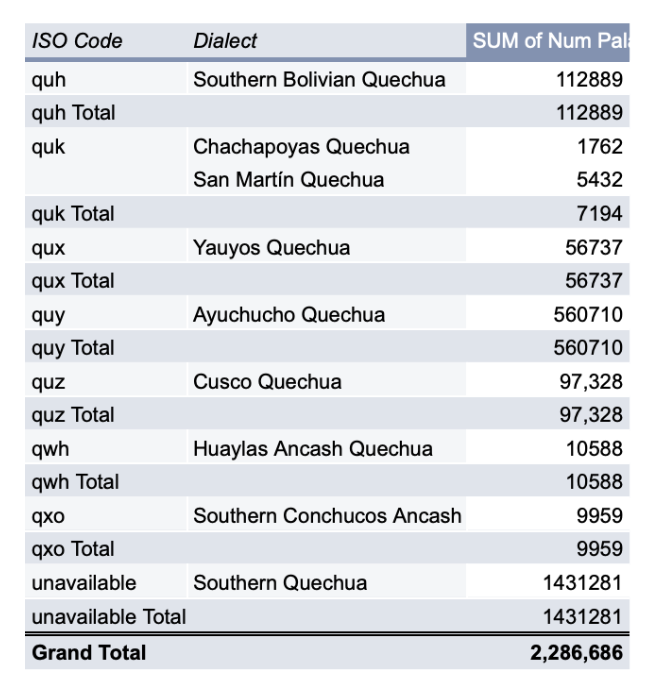 ISO Code Dialect SUM of Num Pala
quh Southern Bolivian Quechua 112889
quh Total 112889
quk Chachapoyas Quechua 1762
San Martín Quechua 5432
quk Total 7194
qux Yauyos Quechua 56737
qux Total 56737
quy Ayuchucho Quechua 560710
quy Total 560710
quz Cusco Quechua 97,328
quz Total 97,328
qwh Huaylas Ancash Quechua 10588
qwh Total 10588
qxo Southern Conchucos Ancash 9959
qxo Total 9959
unavailable Southern Quechua 1431281
unavailable Total 1431281
Grand Total 2,286,686